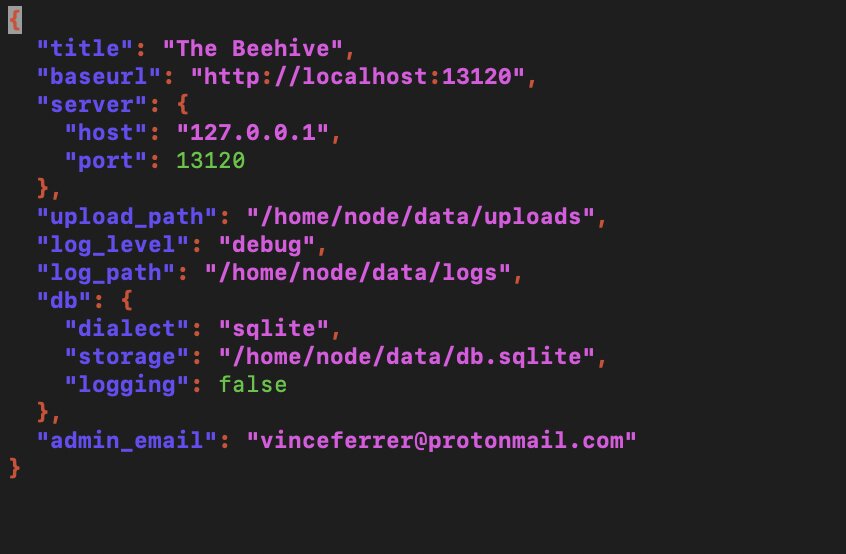 {
  "title": "The Beehive",
  "baseurl": "http://localhost:13120",
  "server": {
    "host": "127.0.0.1",
    "port": 13120
  },
  "upload_path": "/home/node/data/uploads",
  "log_level": "debug",
  "log_path": "/home/node/data/logs",
  "db": {
    "dialect": "sqlite",
    "storage": "/home/node/data/db.sqlite",
    "logging": false
  },
  "admin_email": "vinceferrer@protonmail.com"
}